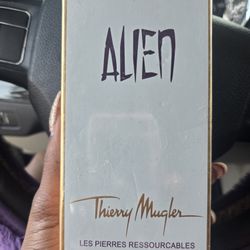 ALIEN
Thierry Mugler
LES PIERRES RESSOURCABLES